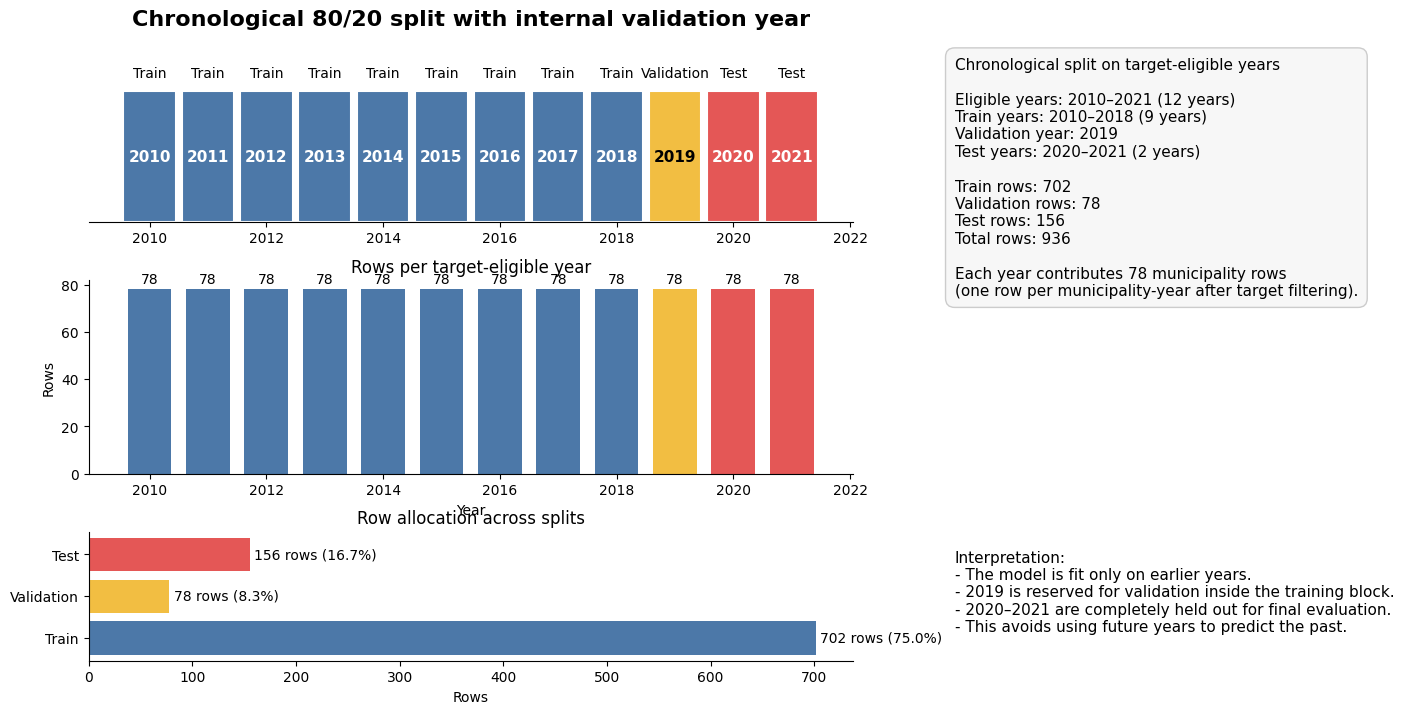 Chronological 80/20 split with internal validation year
Train Train Train Train Train Train Train Train Train Validation Test Test
2010 2011 2012 2013 2014 2015 2016 2017 2018 2019 2020 2021
2010 2012 2014 2016 2018 2020 2022
Rows per target-eligible year
78 78 78 78 78 78 78 78 78 78 78 78
80
60
40
20
0
Rows
2010 2012 2014 2016 2018 2020 2022
Year
Row allocation across splits
Test 156 rows (16.7%)
Validation 78 rows (8.3%)
Train 702 rows (75.0%)
0 100 200 300 400 500 600 700
Rows
Chronological split on target-eligible years
Eligible years: 2010–2021 (12 years)
Train years: 2010–2018 (9 years)
Validation year: 2019
Test years: 2020–2021 (2 years)
Train rows: 702
Validation rows: 78
Test rows: 156
Total rows: 936
Each year contributes 78 municipality rows
(one row per municipality-year after target filtering).
Interpretation:
- The model is fit only on earlier years.
- 2019 is reserved for validation inside the training block.
- 2020–2021 are completely held out for final evaluation.
- This avoids using future years to predict the past.